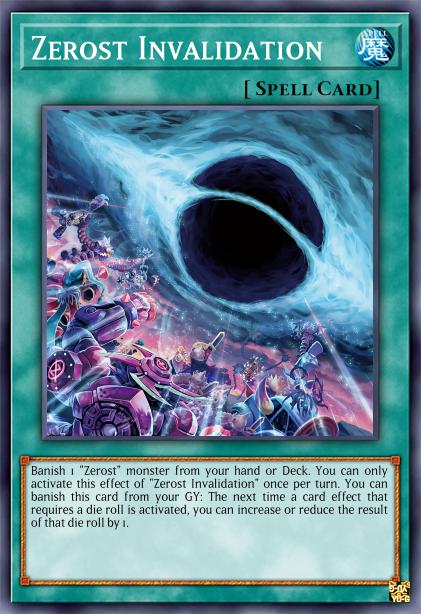 Zerost Invalidation
SPELL
魔
[ Spell Card]
Banish 1 "Zerost" monster from your hand or Deck. You can only
activate this effect of "Zerost Invalidation" once per turn. You can
banish this card from your GY: The next time a card effect that
requires a die roll is activated, you can increase or reduce the result
of that die roll by 1.